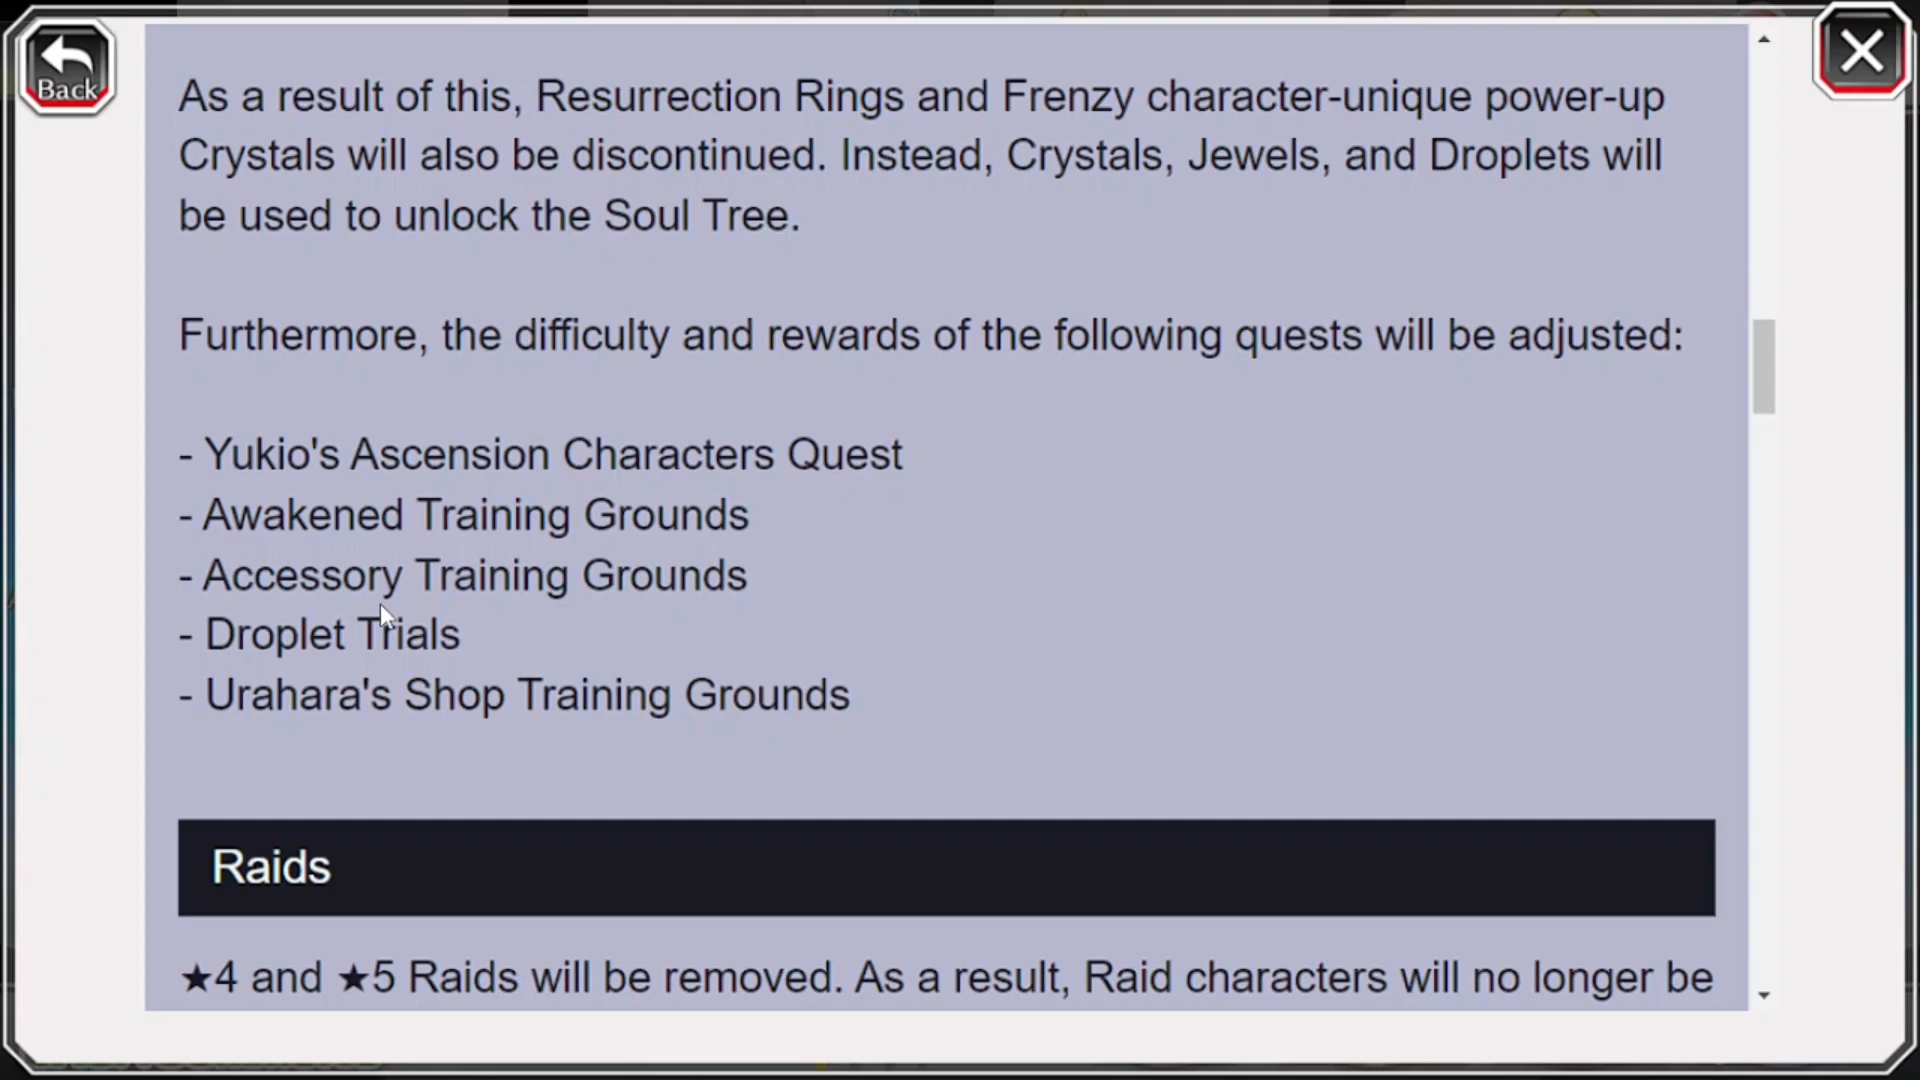 Back
As a result of this, Resurrection Rings and Frenzy character-unique power-up
Crystals will also be discontinued. Instead, Crystals, Jewels, and Droplets will
be used to unlock the Soul Tree.
Furthermore, the difficulty and rewards of the following quests will be adjusted:
- Yukio's Ascension Characters Quest
- Awakened Training Grounds
- Accessory Training Grounds
- Droplet Trials
- Urahara's Shop Training Grounds
Raids
★4 and ★5 Raids will be removed. As a result, Raid characters will no longer be